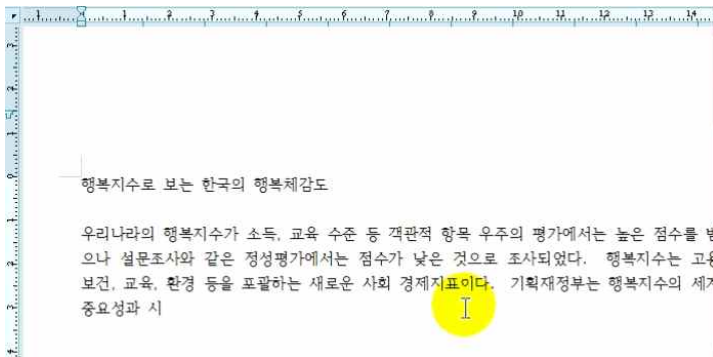 행복지수로 보는 한국의 행복체감도
우리나라의 행복지수가 소득, 교육 수준 등 객관적 항목 우주의 평가에서는 높은 점수를
으나 설문조사와 같은 정성평가에서는 점수가 낮은 것으로 조사되었다. 행복지수는
보건, 교육, 환경 등을 포괄하는 새로운 사회 경제지표이다. 기획재정부는 행복지수의
중요성과 시